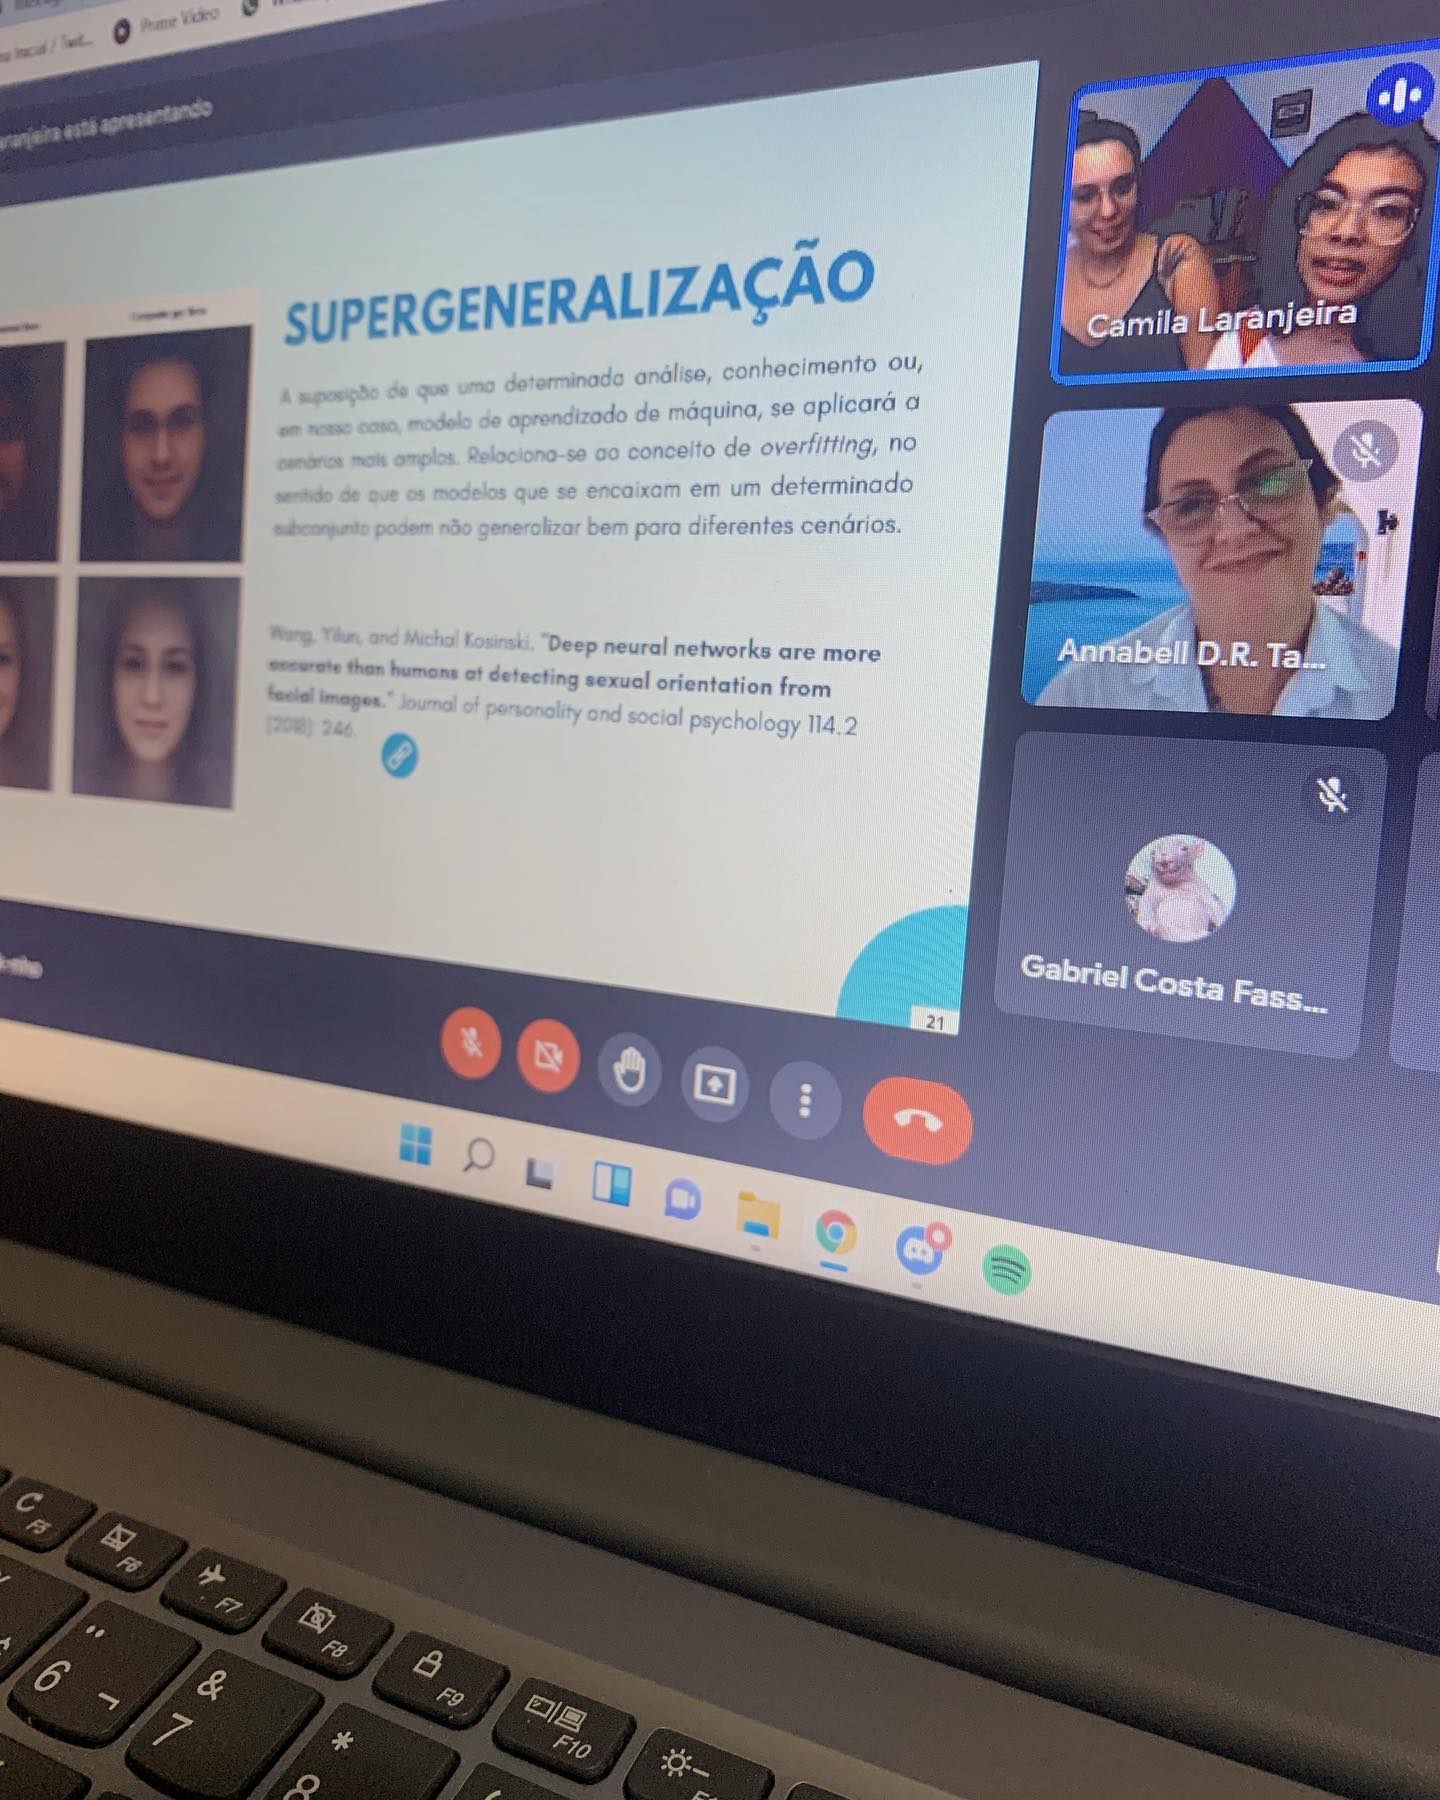 Prime Video
está apresentando
SUPERGENERALIZAÇÃO
A suposição de que uma determinada análise, conhecimento ou,
em nosso caso, modelo de aprendizado de máquina, se aplicará a
cenários mais amplos. Relaciona-se ao conceito de overfitting, no
sentido de que os modelos que se encaixam em um determinado
subconjunto podem não generalizar bem para diferentes cenários.
Wang, Yilun, and Michal Kosinski. "Deep neural networks are more
accurate than humans at detecting sexual orientation from
facial images." Journal of personality and social psychology 114.2
(2018): 246.
21
Camila Laranjeira
Annabell D.R. Ta...
Gabriel Costa Fass...
C
F5
F6
F7
F8
F9
F10
6 ¬
&
7
*
8